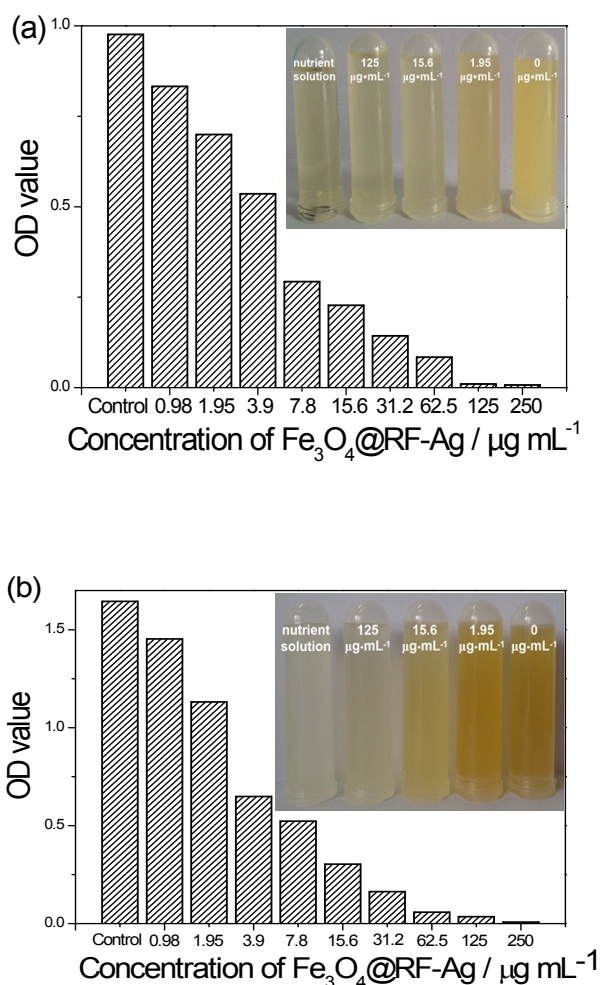 (a)
1.0
0.5
0.0
OD value
nutrient
solution
125
µg•mL⁻¹
15.6
µg•mL⁻¹
1.95
µg•mL⁻¹
0
µg•mL⁻¹
Control 0.98 1.95 3.9 7.8 15.6 31.2 62.5 125 250
Concentration of Fe₃O₄@RF-Ag / µg mL⁻¹
(b)
1.5
1.0
0.5
0.0
OD value
nutrient
solution
125
µg•mL⁻¹
15.6
µg•mL⁻¹
1.95
µg•mL⁻¹
0
µg•mL⁻¹
Control 0.98 1.95 3.9 7.8 15.6 31.2 62.5 125 250
Concentration of Fe₃O₄@RF-Ag / µg mL⁻¹